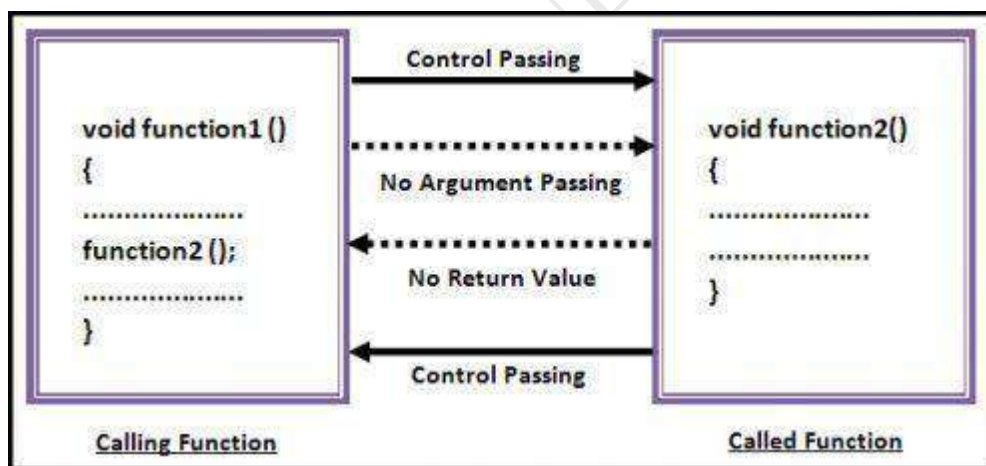 void function1 ()
{
....................
function2 ();
....................
}
Calling Function
Control Passing
No Argument Passing
No Return Value
Control Passing
void function2()
{
....................
....................
}
Called Function